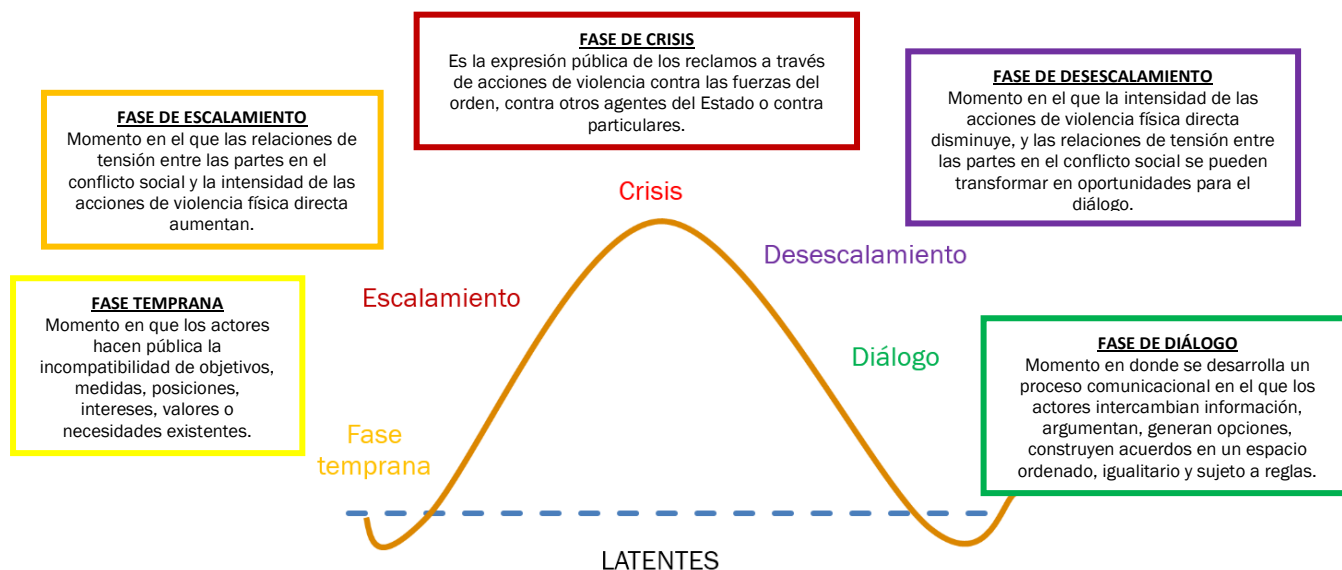 FASE DE CRISIS
Es la expresión pública de los reclamos a través
de acciones de violencia contra las fuerzas del
orden, contra otros agentes del Estado o contra
particulares.
FASE DE DESESCALAMIENTO
Momento en el que la intensidad de las
acciones de violencia física directa
disminuye, y las relaciones de tensión entre
las partes en el conflicto social se pueden
transformar en oportunidades para el
diálogo.
FASE DE ESCALAMIENTO
Momento en el que las relaciones de
tensión entre las partes en el
conflicto social y la intensidad de las
acciones de violencia física directa
aumentan.
Crisis
Desescalamiento
Escalamiento
FASE TEMPRANA
Momento en que los actores
hacen pública la
incompatibilidad de objetivos,
medidas, posiciones,
intereses, valores o
necesidades existentes.
Diálogo
FASE DE DIÁLOGO
Momento en donde se desarrolla un
proceso comunicacional en el que los
actores intercambian información,
argumentan, generan opciones,
construyen acuerdos en un espacio
ordenado, igualitario y sujeto a reglas.
Fase
temprana
LATENTES